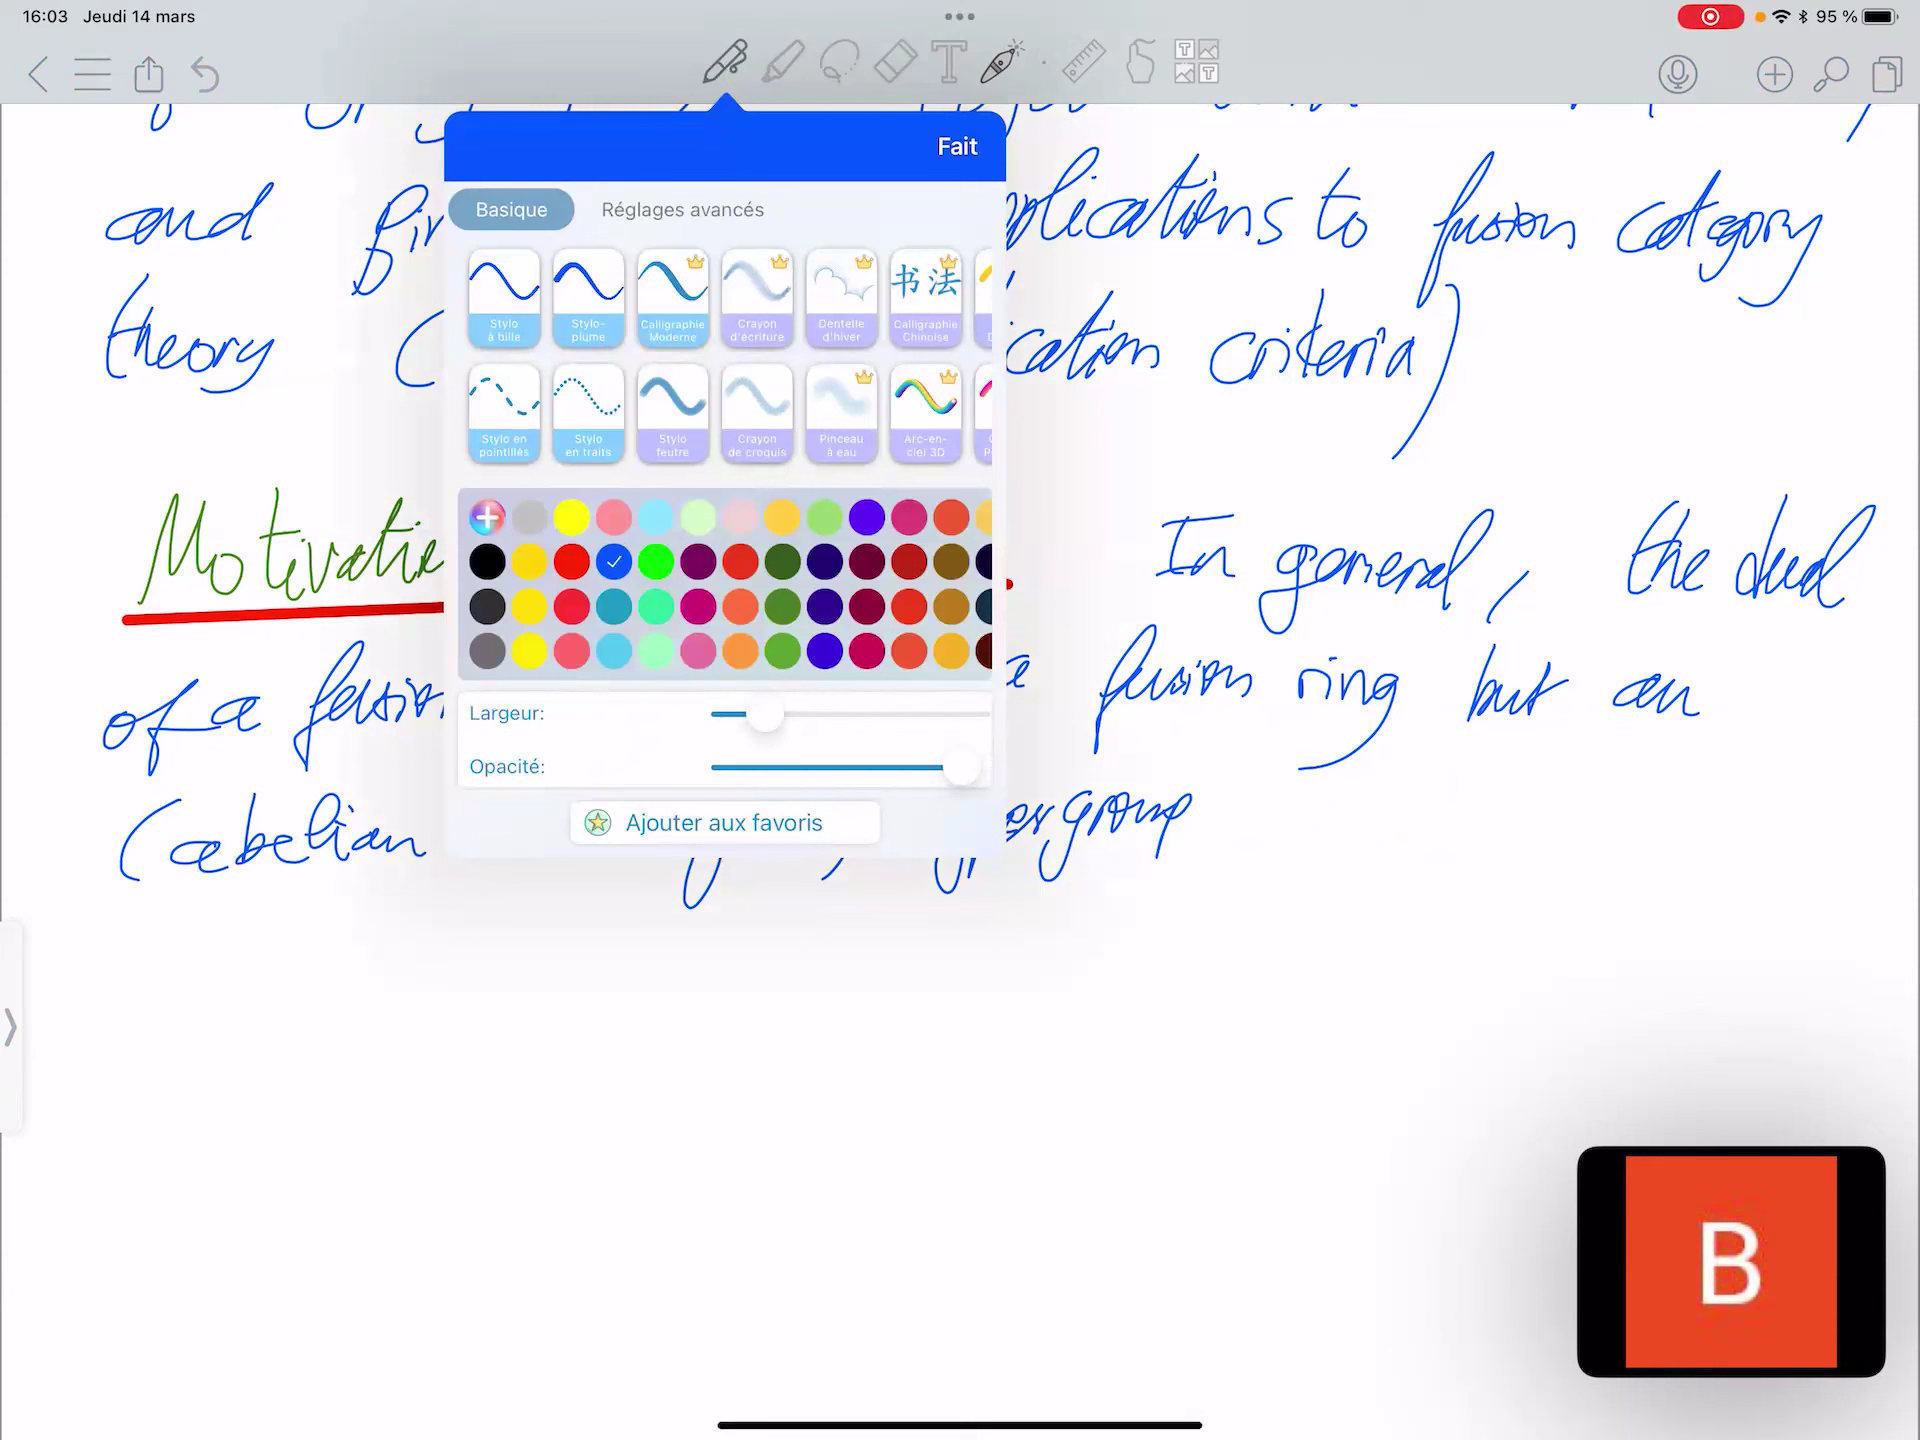 16:03 Jeudi 14 mars
95 %
Fait
Basique Réglages avancés
and applications to fusion category
Stylo à bille
Stylo-plume
Calligraphie Moderne
Crayon d'écriture
Dentelle d'hiver
书法
Calligraphie Chinoise
theory ( criteria)
Stylo en pointillés
Stylo en traits
Stylo feutre
Crayon de croquis
Pinceau à eau
Arc-en-ciel 3D
Motivatio In general, the dual
of a fusion fusion ring but an
Largeur:
Opacité:
(abelian group
Ajouter aux favoris
B